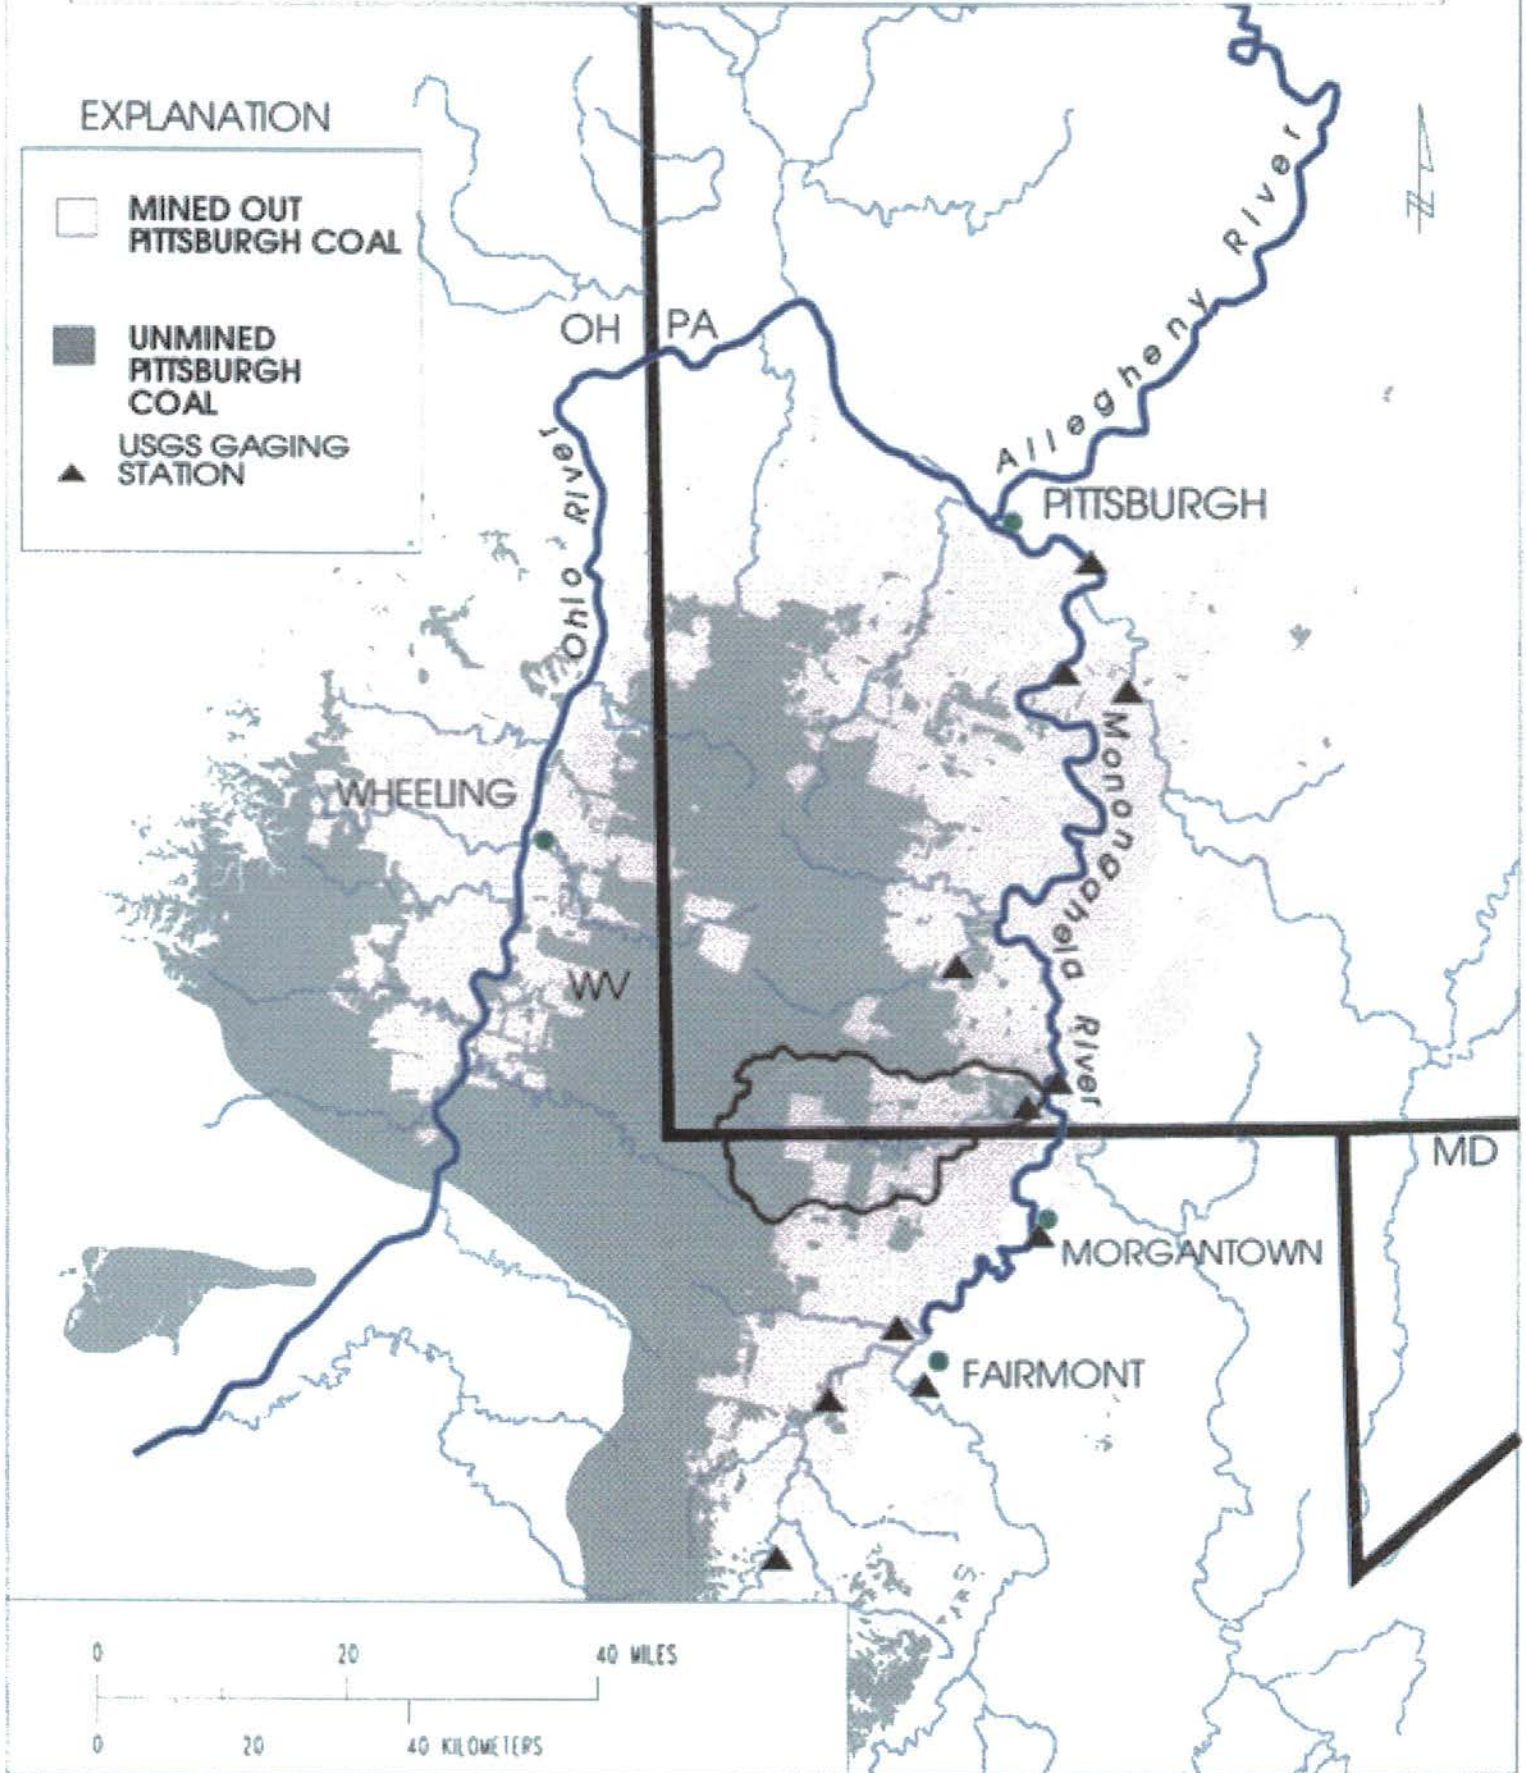 EXPLANATION
MINED OUT
PITTSBURGH COAL
UNMINED
PITTSBURGH
COAL
USGS GAGING
STATION
OH
PA
Allegheny River
PITTSBURGH
Ohio River
WHEELING
Monongahela River
WV
MD
MORGANTOWN
FAIRMONT
0 20 40 MILES
0 20 40 KILOMETERS